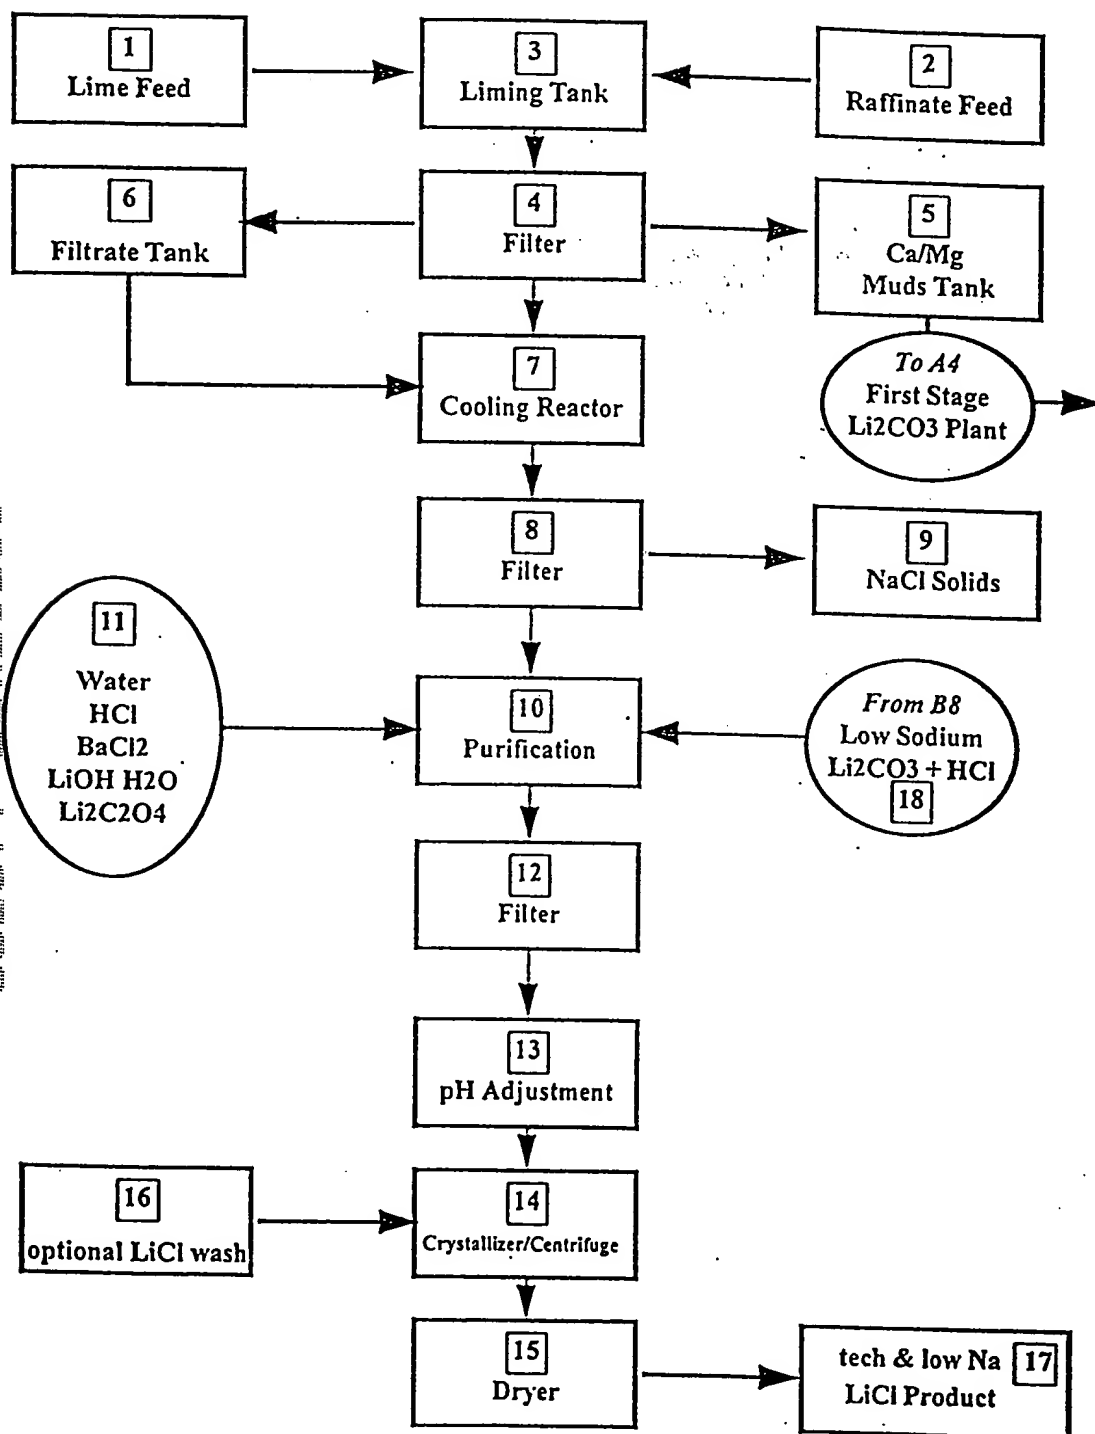 1
Lime Feed
3
Liming Tank
2
Raffinate Feed
6
Filtrate Tank
4
Filter
5
Ca/Mg
Muds Tank
To A4
First Stage
Li2CO3 Plant
7
Cooling Reactor
8
Filter
9
NaCl Solids
11
Water
HCl
BaCl2
LiOH H2O
Li2C2O4
10
Purification
From B8
Low Sodium
Li2CO3 + HCl
18
12
Filter
13
pH Adjustment
16
optional LiCl wash
14
Crystallizer/Centrifuge
15
Dryer
tech & low Na 17
LiCl Product